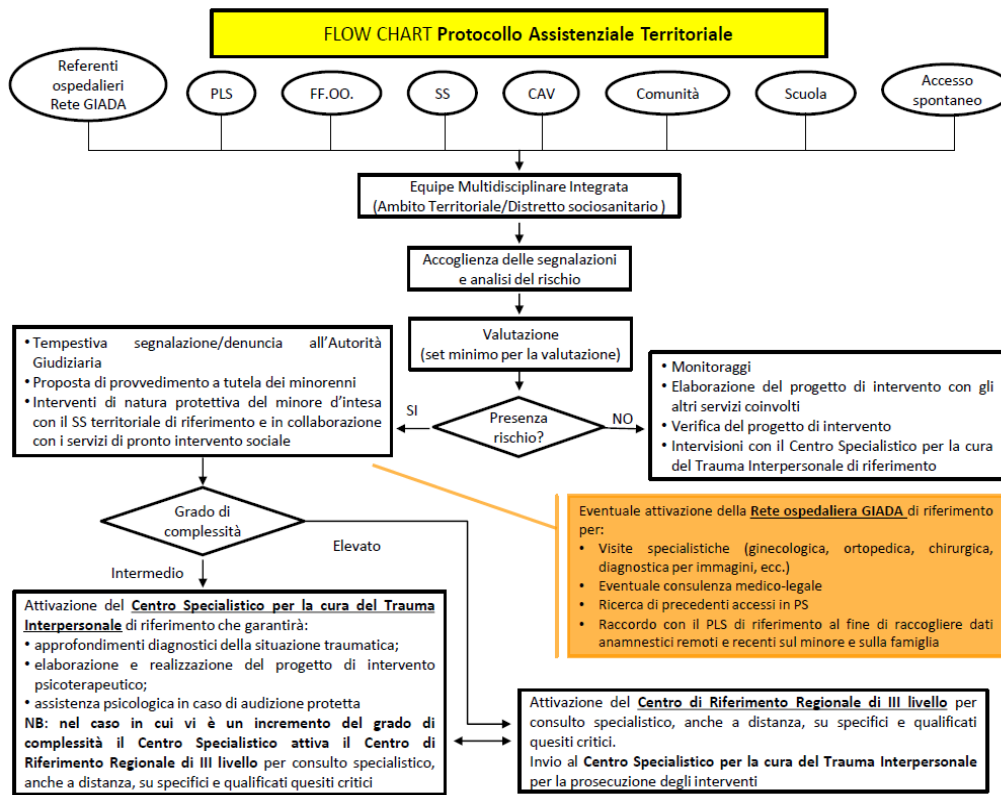 FLOW CHART Protocollo Assistenziale Territoriale
Referenti
ospedalieri
Rete GIADA
PLS
FF.OO.
SS
CAV
Comunità
Scuola
Accesso
spontaneo
Equipe Multidisciplinare Integrata
(Ambito Territoriale/Distretto sociosanitario )
Accoglienza delle segnalazioni
e analisi del rischio
Valutazione
(set minimo per la valutazione)
• Tempestiva segnalazione/denuncia all'Autorità
Giudiziaria
• Proposta di provvedimento a tutela dei minorenni
• Interventi di natura protettiva del minore d'intesa
con il SS territoriale di riferimento e in collaborazione
con i servizi di pronto intervento sociale
SI
Presenza
rischio?
NO
• Monitoraggi
• Elaborazione del progetto di intervento con gli
altri servizi coinvolti
• Verifica del progetto di intervento
• Intervisioni con il Centro Specialistico per la cura
del Trauma Interpersonale di riferimento
Grado di
complessità
Elevato
Intermedio
Eventuale attivazione della Rete ospedaliera GIADA di riferimento
per:
• Visite specialistiche (ginecologica, ortopedica, chirurgica,
diagnostica per immagini, ecc.)
• Eventuale consulenza medico-legale
• Ricerca di precedenti accessi in PS
• Raccordo con il PLS di riferimento al fine di raccogliere dati
anamnestici remoti e recenti sul minore e sulla famiglia
Attivazione del Centro Specialistico per la cura del Trauma
Interpersonale di riferimento che garantirà:
• approfondimenti diagnostici della situazione traumatica;
• elaborazione e realizzazione del progetto di intervento
psicoterapeutico;
• assistenza psicologica in caso di audizione protetta
NB: nel caso in cui vi è un incremento del grado di
complessità il Centro Specialistico attiva il Centro di
Riferimento Regionale di III livello per consulto specialistico,
anche a distanza, su specifici e qualificati quesiti critici
Attivazione del Centro di Riferimento Regionale di III livello per
consulto specialistico, anche a distanza, su specifici e qualificati
quesiti critici.
Invio al Centro Specialistico per la cura del Trauma Interpersonale
per la prosecuzione degli interventi